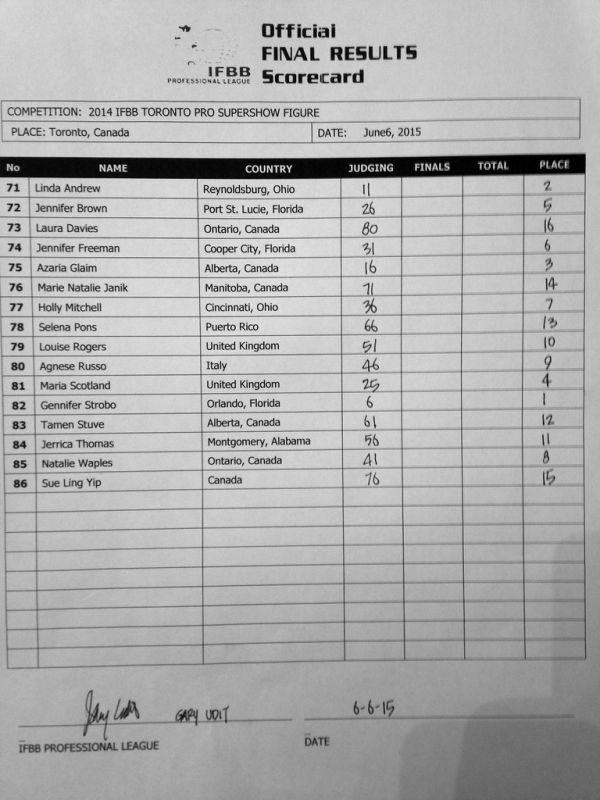 Official
FINAL RESULTS
Scorecard
IFBB
PROFESSIONAL LEAGUE
COMPETITION: 2014 IFBB TORONTO PRO SUPERSHOW FIGURE
PLACE: Toronto, Canada DATE: June6, 2015
No NAME COUNTRY JUDGING FINALS TOTAL PLACE
71 Linda Andrew Reynoldsburg, Ohio 11 2
72 Jennifer Brown Port St. Lucie, Florida 26 5
73 Laura Davies Ontario, Canada 80 16
74 Jennifer Freeman Cooper City, Florida 31 6
75 Azaria Glaim Alberta, Canada 16 3
76 Marie Natalie Janik Manitoba, Canada 71 14
77 Holly Mitchell Cincinnati, Ohio 36 7
78 Selena Pons Puerto Rico 66 13
79 Louise Rogers United Kingdom 51 10
80 Agnese Russo Italy 46 9
81 Maria Scotland United Kingdom 25 4
82 Gennifer Strobo Orlando, Florida 6 1
83 Tamen Stuve Alberta, Canada 61 12
84 Jerrica Thomas Montgomery, Alabama 56 11
85 Natalie Waples Ontario, Canada 41 8
86 Sue Ling Yip Canada 76 15
GARY UDIT 6-6-15
IFBB PROFESSIONAL LEAGUE DATE